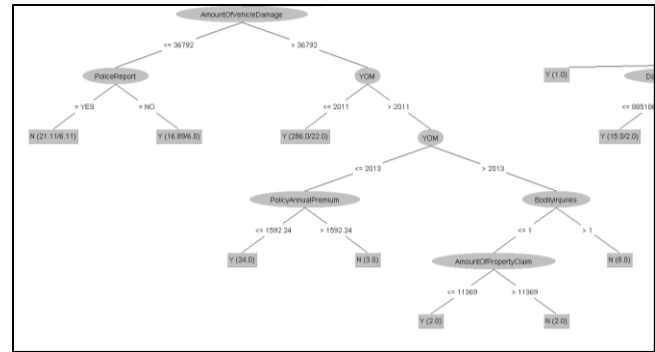 AmountOfVehicleDamage
<= 36792 > 36792
PoliceReport YOM Y (1.0)
= YES = NO <= 2011 > 2011
N (21.11/6.11) Y (16.89/6.0) Y (286.0/22.0) YOM Y (15.0/2.0)
<= 2013 > 2013
PolicyAnnualPremium BodilyInjuries
<= 1592.24 > 1592.24 <= 1 > 1
Y (24.0) N (3.0) AmountOfPropertyClaim N (8.0)
<= 11369 > 11369
Y (2.0) N (2.0)